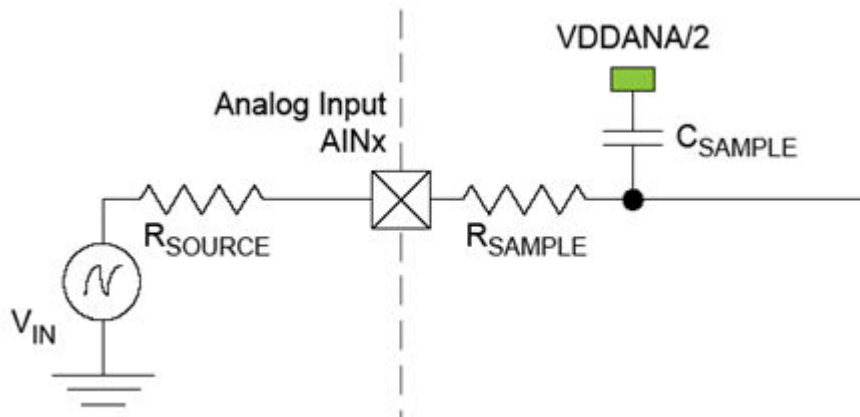 VDDANA/2
Analog Input
AINx
CSAMPLE
RSOURCE
RSAMPLE
VIN